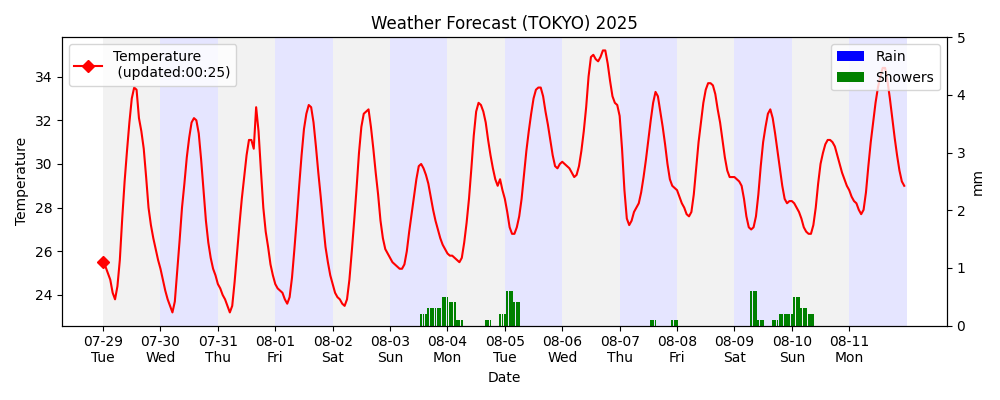 Weather Forecast (TOKYO) 2025
Temperature
(updated:00:25)
Rain
Showers
Temperature
34
32
30
28
26
24
5
4
3
2
1
0
mm
07-29 07-30 07-31 08-01 08-02 08-03 08-04 08-05 08-06 08-07 08-08 08-09 08-10 08-11
Tue Wed Thu Fri Sat Sun Mon Tue Wed Thu Fri Sat Sun Mon
Date